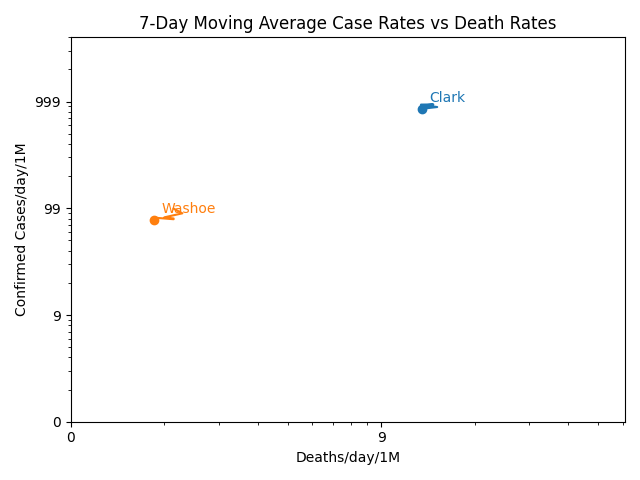 7-Day Moving Average Case Rates vs Death Rates
999
Clark
99
Washoe
Confirmed Cases/day/1M
9
0
0
9
Deaths/day/1M